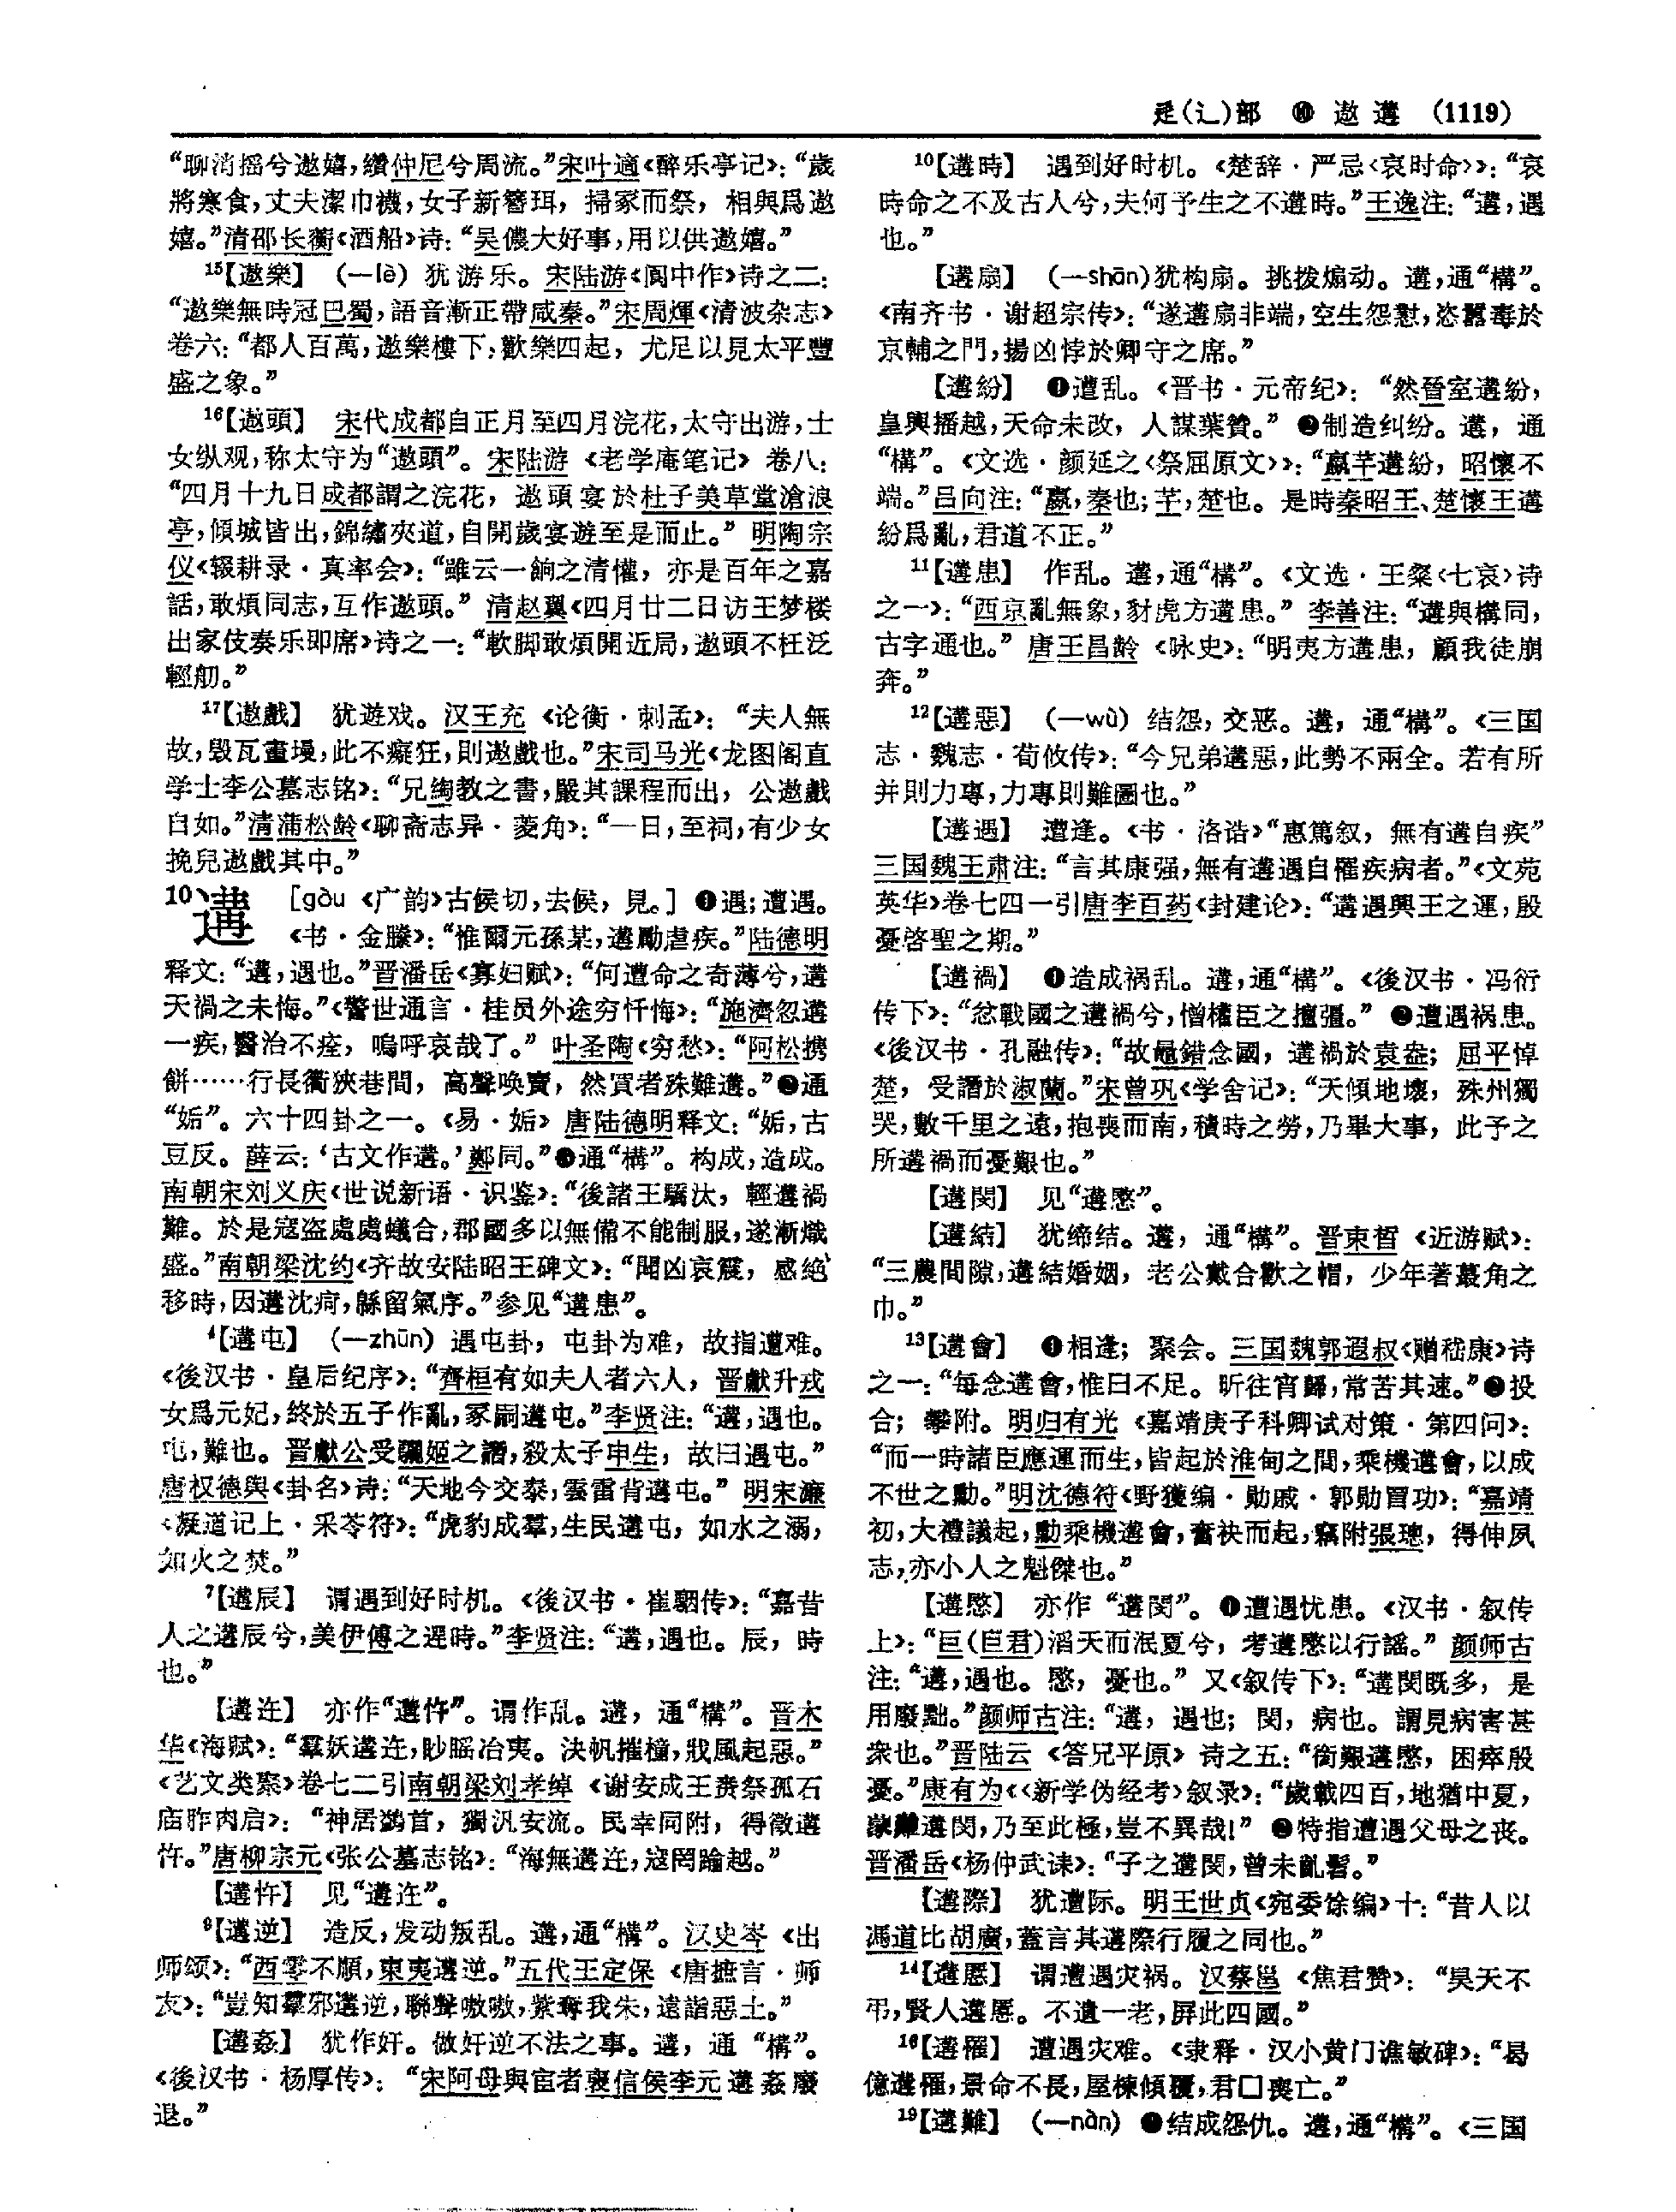 辵(辶)部 ⑩ 遨 遘 (1119)
“聊消摇兮遨嬉,纘仲尼兮周流。”宋叶適《醉乐亭记》:“歲
將寒食,丈夫潔巾襪,女子新簪珥,掃冢而祭,相與爲遨
嬉。”清邵长蘅《酒船》诗:“吴儂大好事,用以供遨嬉。”
15【遨樂】 (—lè) 犹游乐。宋陆游《阆中作》诗之二:
“遨樂無時冠巴蜀,語音漸正帶咸秦。”宋周煇《清波杂志》
卷六:“都人百萬,遨樂樓下,歡樂四起,尤足以見太平豐
盛之象。”
16【遨頭】 宋代成都自正月至四月浣花,太守出游,士
女纵观,称太守为“遨頭”。宋陆游《老学庵笔记》卷八:
“四月十九日成都謂之浣花,遨頭宴於杜子美草堂滄浪
亭,傾城皆出,錦繡夾道,自開歲宴遊至是而止。”明陶宗
仪《辍耕录·真率会》:“雖云一餉之清懽,亦是百年之嘉
話,敢煩同志,互作遨頭。”清赵翼《四月廿二日访王梦楼
出家伎奏乐即席》诗之一:“軟脚敢煩開近局,遨頭不枉泛
輕舠。”
17【遨戲】 犹遊戏。汉王充《论衡·刺孟》:“夫人無
故,毁瓦畫墁,此不癡狂,則遨戲也。”宋司马光《龙图阁直
学士李公墓志铭》:“兄絢教之書,嚴其課程而出,公遨戲
自如。”清蒲松龄《聊斋志异·菱角》:“一日,至祠,有少女
挽兒遨戲其中。”
10遘 [gòu 《广韵》古候切,去候,見。] ❶遇;遭遇。
《书·金縢》:“惟爾元孫某,遘勵虐疾。”陆德明
释文:“遘,遇也。”晋潘岳《寡妇赋》:“何遭命之奇薄兮,遘
天禍之未悔。”《警世通言·桂员外途穷忏悔》:“施濟忽遘
一疾,醫治不痊,嗚呼哀哉了。”叶圣陶《穷愁》:“阿松携
餅……行長衢狹巷間,高聲唤賣,然買者殊難遘。”❷通
“姤”。六十四卦之一。《易·姤》唐陆德明释文:“姤,古
豆反。薛云:‘古文作遘。’鄭同。”❸通“構”。构成,造成。
南朝宋刘义庆《世说新语·识鉴》:“後諸王驕汰,輕遘禍
難。於是寇盗處處蟻合,郡國多以無備不能制服,遂漸熾
盛。”南朝梁沈约《齐故安陆昭王碑文》:“聞凶哀震,感絶
移時,因遘沈疴,緜留氣序。”参见“遘患”。
4【遘屯】 (—zhūn) 遇屯卦,屯卦为难,故指遭难。
《後汉书·皇后纪序》:“齊桓有如夫人者六人,晋獻升戎
女爲元妃,終於五子作亂,冢嗣遘屯。”李贤注:“遘,遇也。
屯,難也。晋獻公受驪姬之譖,殺太子申生,故曰遇屯。”
唐权德舆《卦名》诗:“天地今交泰,雲雷背遘屯。”明宋濂
《凝道记上·采苓符》:“虎豹成羣,生民遘屯,如水之溺,
如火之焚。”
7【遘辰】 谓遇到好时机。《後汉书·崔駰传》:“嘉昔
人之遘辰兮,美伊傅之遌時。”李贤注:“遘,遇也。辰,時
也。”
【遘迕】 亦作“遘忤”。谓作乱。遘,通“構”。晋木
华《海赋》:“羣妖遘迕,眇䁘冶夷。決帆摧橦,戕風起惡。”
《艺文类聚》卷七二引南朝梁刘孝绰《谢安成王赉祭孤石
庙胙肉启》:“神居鷁首,獨汎安流。民幸同附,得徵遘
忤。”唐柳宗元《张公墓志铭》:“海無遘迕,寇罔踰越。”
【遘忤】 见“遘迕”。
9【遘逆】 造反,发动叛乱。遘,通“構”。汉史岑《出
师颂》:“西零不順,東夷遘逆。”五代王定保《唐摭言·师
友》:“豈知羣邪遘逆,聯聲嗷嗷,紫奪我朱,遠詣惡土。”
【遘姦】 犹作奸。做奸逆不法之事。遘,通“構”。
《後汉书·杨厚传》:“宋阿母與宦者褒信侯李元遘姦廢
退。”
10【遘時】 遇到好时机。《楚辞·严忌〈哀时命〉》:“哀
時命之不及古人兮,夫何予生之不遘時。”王逸注:“遘,遇
也。”
【遘扇】 (—shān)犹构扇。挑拨煽动。遘,通“構”。
《南齐书·谢超宗传》:“遂遘扇非端,空生怨懟,恣嚚毒於
京輔之門,揚凶悖於卿守之席。”
【遘紛】 ❶遭乱。《晋书·元帝纪》:“然晉室遘紛,
皇輿播越,天命未改,人謀葉贊。”❷制造纠纷。遘,通
“構”。《文选·颜延之〈祭屈原文〉》:“嬴芈遘紛,昭懷不
端。”吕向注:“嬴,秦也;芈,楚也。是時秦昭王、楚懷王遘
紛爲亂,君道不正。”
11【遘患】 作乱。遘,通“構”。《文选·王粲〈七哀〉诗
之一》:“西京亂無象,豺虎方遘患。”李善注:“遘與構同,
古字通也。”唐王昌龄《咏史》:“明夷方遘患,顧我徒崩
奔。”
12【遘惡】 (—wù) 结怨,交恶。遘,通“構”。《三国
志·魏志·荀攸传》:“今兄弟遘惡,此勢不兩全。若有所
并則力專,力專則難圖也。”
【遘遇】 遭逢。《书·洛诰》“惠篤叙,無有遘自疾”
三国魏王肃注:“言其康强,無有遘遇自罹疾病者。”《文苑
英华》卷七四一引唐李百药《封建论》:“遘遇興王之運,殷
憂啓聖之期。”
【遘禍】 ❶造成祸乱。遘,通“構”。《後汉书·冯衍
传下》:“忿戰國之遘禍兮,憎權臣之擅彊。”❷遭遇祸患。
《後汉书·孔融传》:“故鼂錯念國,遘禍於袁盎;屈平悼
楚,受譖於淑蘭。”宋曾巩《学舍记》:“天傾地壞,殊州獨
哭,數千里之遠,抱喪而南,積時之勞,乃畢大事,此予之
所遘禍而憂艱也。”
【遘閔】 见“遘愍”。
【遘結】 犹缔结。遘,通“構”。晋束皙《近游赋》:
“三農間隙,遘結婚姻,老公戴合歡之帽,少年著蕞角之
巾。”
13【遘會】 ❶相逢;聚会。三国魏郭遐叔《赠嵇康》诗
之一:“每念遘會,惟曰不足。昕往宵歸,常苦其速。”❷投
合;攀附。明归有光《嘉靖庚子科卿试对策·第四问》:
“而一時諸臣應運而生,皆起於淮甸之間,乘機遘會,以成
不世之勳。”明沈德符《野獲编·勋戚·郭勋冒功》:“嘉靖
初,大禮議起,勳乘機遘會,奮袂而起,竊附張璁,得伸夙
志,亦小人之魁傑也。”
【遘愍】 亦作“遘閔”。❶遭遇忧患。《汉书·叙传
上》:“巨(巨君)滔天而泯夏兮,考遘愍以行謡。”颜师古
注:“遘,遇也。愍,憂也。”又《叙传下》:“遘閔既多,是
用廢黜。”颜师古注:“遘,遇也;閔,病也。謂見病害甚
衆也。”晋陆云《答兄平原》诗之五:“銜艱遘愍,困瘁殷
憂。”康有为《〈新学伪经考〉叙录》:“歲載四百,地猶中夏,
蒙難遘閔,乃至此極,豈不異哉!”❷特指遭遇父母之丧。
晋潘岳《杨仲武诔》:“子之遘閔,曾未齓髫。”
【遘際】 犹遭际。明王世贞《宛委馀编》十:“昔人以
馮道比胡廣,蓋言其遘際行履之同也。”
14【遘慝】 谓遭遇灾祸。汉蔡邕《焦君赞》:“昊天不
弔,賢人遘慝。不遺一老,屏此四國。”
16【遘罹】 遭遇灾难。《隶释·汉小黄门谯敏碑》:“曷
億遘罹,景命不長,屋棟傾覆,君囗喪亡。”
19【遘難】 (—nàn) ❶结成怨仇。遘,通“構”。《三国